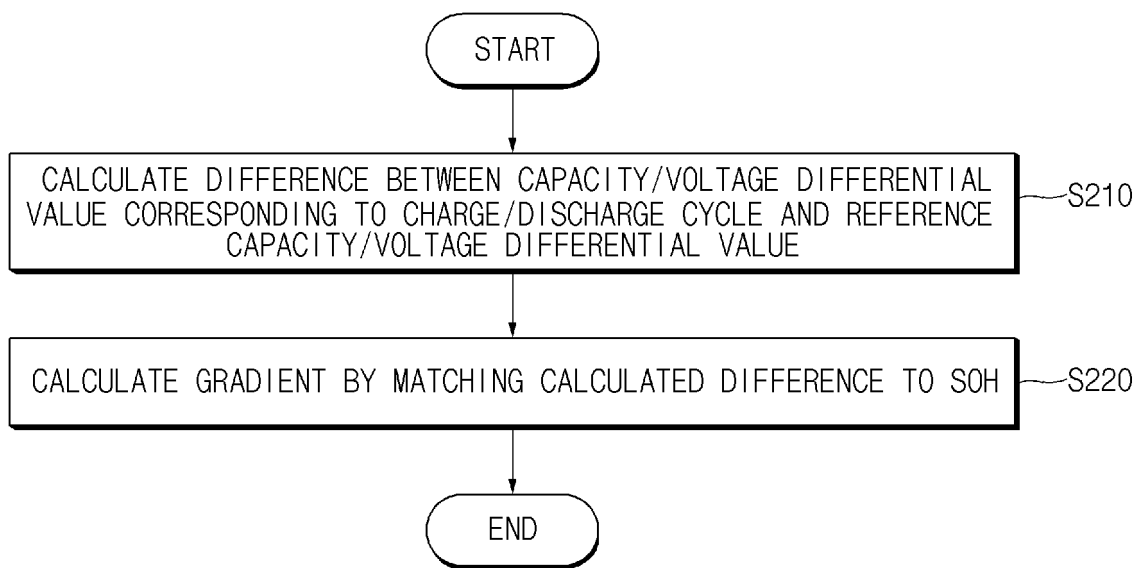 START
CALCULATE DIFFERENCE BETWEEN CAPACITY/VOLTAGE DIFFERENTIAL
VALUE CORRESPONDING TO CHARGE/DISCHARGE CYCLE AND REFERENCE
CAPACITY/VOLTAGE DIFFERENTIAL VALUE
S210
CALCULATE GRADIENT BY MATCHING CALCULATED DIFFERENCE TO SOH
S220
END